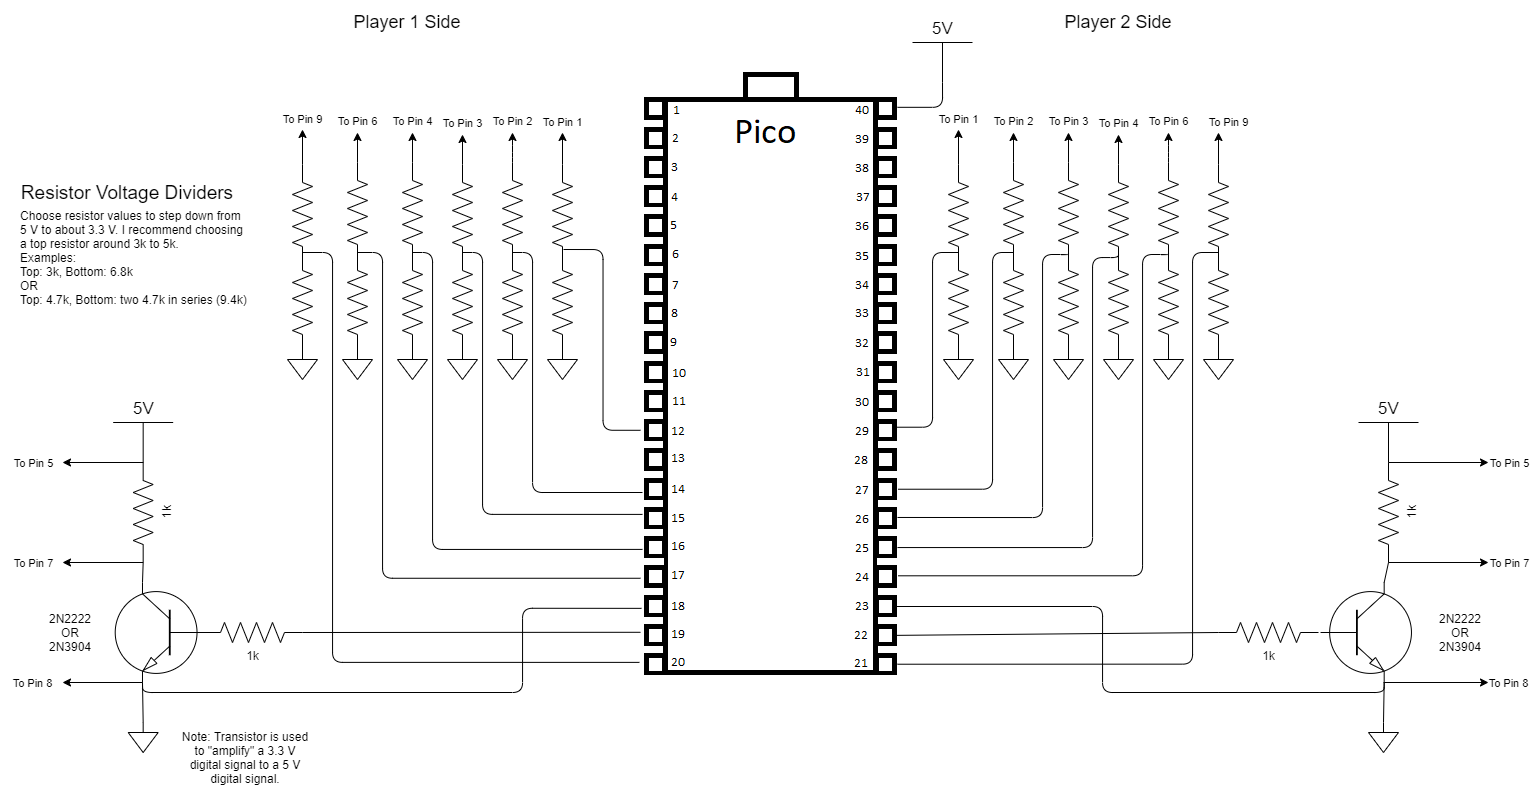 Player 1 Side
Player 2 Side
5V
To Pin 9
To Pin 6
To Pin 4
To Pin 3
To Pin 2
To Pin 1
To Pin 1
To Pin 2
To Pin 3
To Pin 4
To Pin 6
To Pin 9
Pico
1
2
3
4
5
6
7
8
9
10
11
12
13
14
15
16
17
18
19
20
40
39
38
37
36
35
34
33
32
31
30
29
28
27
26
25
24
23
22
21
Resistor Voltage Dividers
Choose resistor values to step down from
5 V to about 3.3 V. I recommend choosing
a top resistor around 3k to 5k.
Examples:
Top: 3k, Bottom: 6.8k
OR
Top: 4.7k, Bottom: two 4.7k in series (9.4k)
5V
To Pin 5
1k
To Pin 7
2N2222
OR
2N3904
1k
To Pin 8
Note: Transistor is used
to "amplify" a 3.3 V
digital signal to a 5 V
digital signal.
5V
To Pin 5
1k
To Pin 7
2N2222
OR
2N3904
1k
To Pin 8